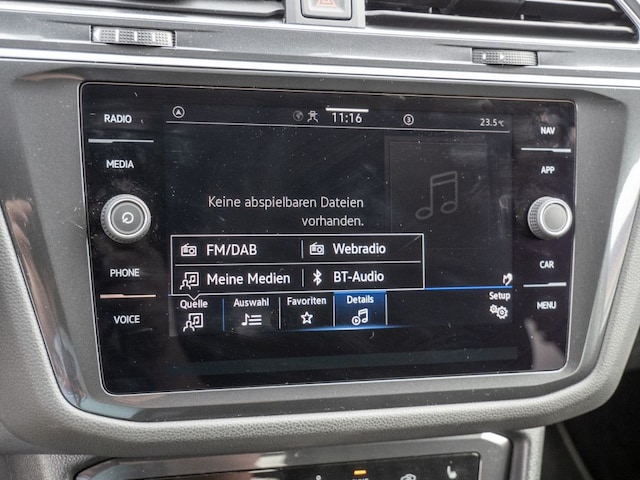 RADIO
MEDIA
PHONE
VOICE
11:16
3
23.5°C
Keine abspielbaren Dateien
vorhanden.
FM/DAB
Webradio
Meine Medien
BT-Audio
Quelle
Auswahl
Favoriten
Details
Setup
NAV
APP
CAR
MENU